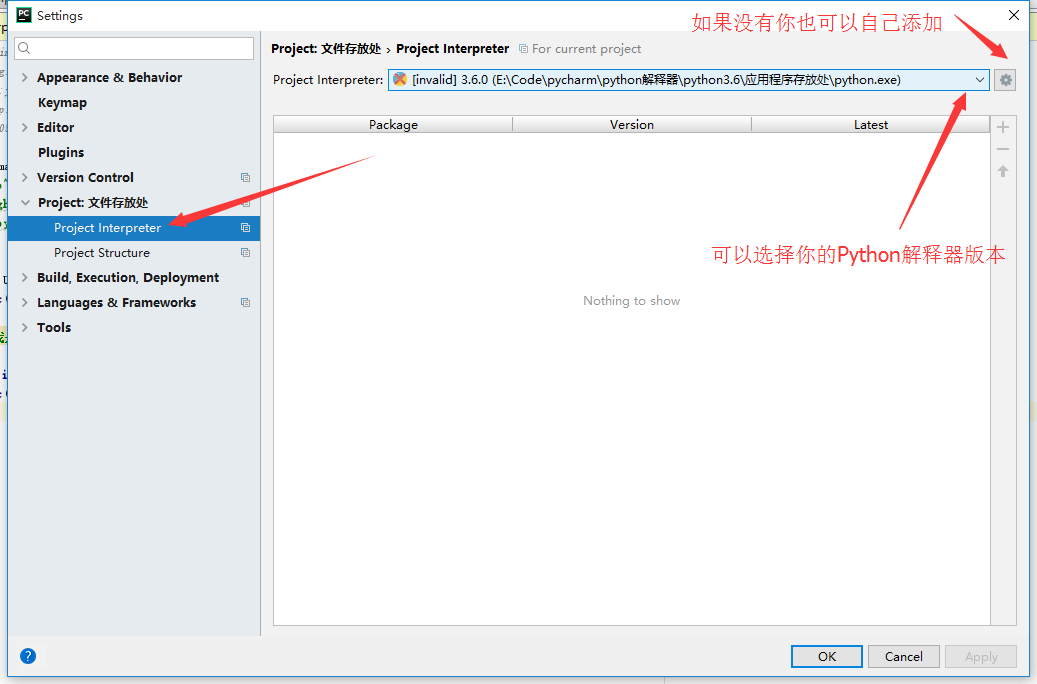 PC Settings
如果没有你也可以自己添加
Project: 文件存放处 › Project Interpreter For current project
Project Interpreter: [invalid] 3.6.0 (E:\Code\pycharm\python解释器\python3.6\应用程序存放处\python.exe)
Appearance & Behavior
Keymap
Editor
Plugins
Version Control
Project: 文件存放处
Project Interpreter
Project Structure
Build, Execution, Deployment
Languages & Frameworks
Tools
Package Version Latest
可以选择你的Python解释器版本
Nothing to show
?
OK Cancel Apply